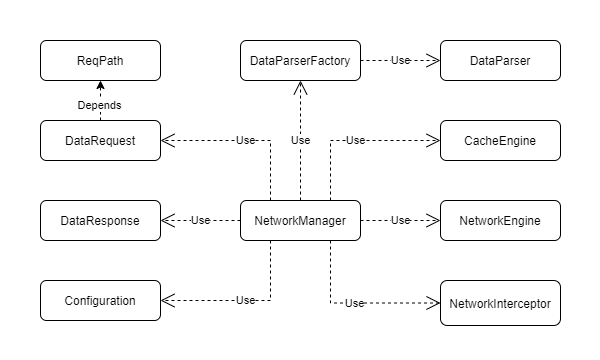 ReqPath
DataParserFactory
Use
DataParser
Depends
DataRequest
Use
Use
Use
CacheEngine
DataResponse
Use
NetworkManager
Use
NetworkEngine
Configuration
Use
Use
NetworkInterceptor